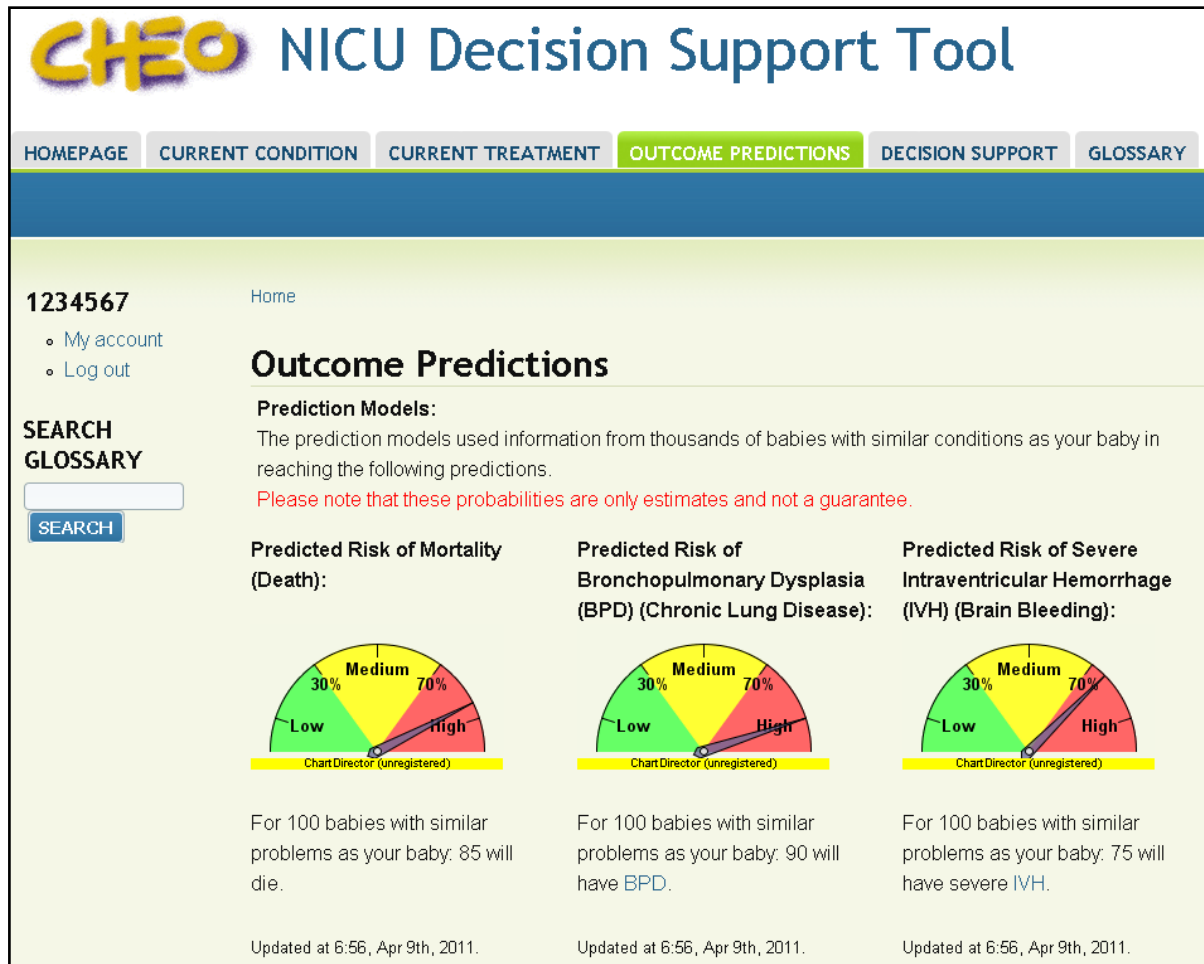 CHEO NICU Decision Support Tool
HOMEPAGE CURRENT CONDITION CURRENT TREATMENT OUTCOME PREDICTIONS DECISION SUPPORT GLOSSARY
1234567
My account
Log out
SEARCH
GLOSSARY
SEARCH
Home
Outcome Predictions
Prediction Models:
The prediction models used information from thousands of babies with similar conditions as your baby in
reaching the following predictions.
Please note that these probabilities are only estimates and not a guarantee.
Predicted Risk of Mortality
(Death):
Low
30%
Medium
70%
High
ChartDirector (unregistered)
For 100 babies with similar
problems as your baby: 85 will
die.
Updated at 6:56, Apr 9th, 2011.
Predicted Risk of
Bronchopulmonary Dysplasia
(BPD) (Chronic Lung Disease):
Low
30%
Medium
70%
High
ChartDirector (unregistered)
For 100 babies with similar
problems as your baby: 90 will
have BPD.
Updated at 6:56, Apr 9th, 2011.
Predicted Risk of Severe
Intraventricular Hemorrhage
(IVH) (Brain Bleeding):
Low
30%
Medium
70%
High
ChartDirector (unregistered)
For 100 babies with similar
problems as your baby: 75 will
have severe IVH.
Updated at 6:56, Apr 9th, 2011.